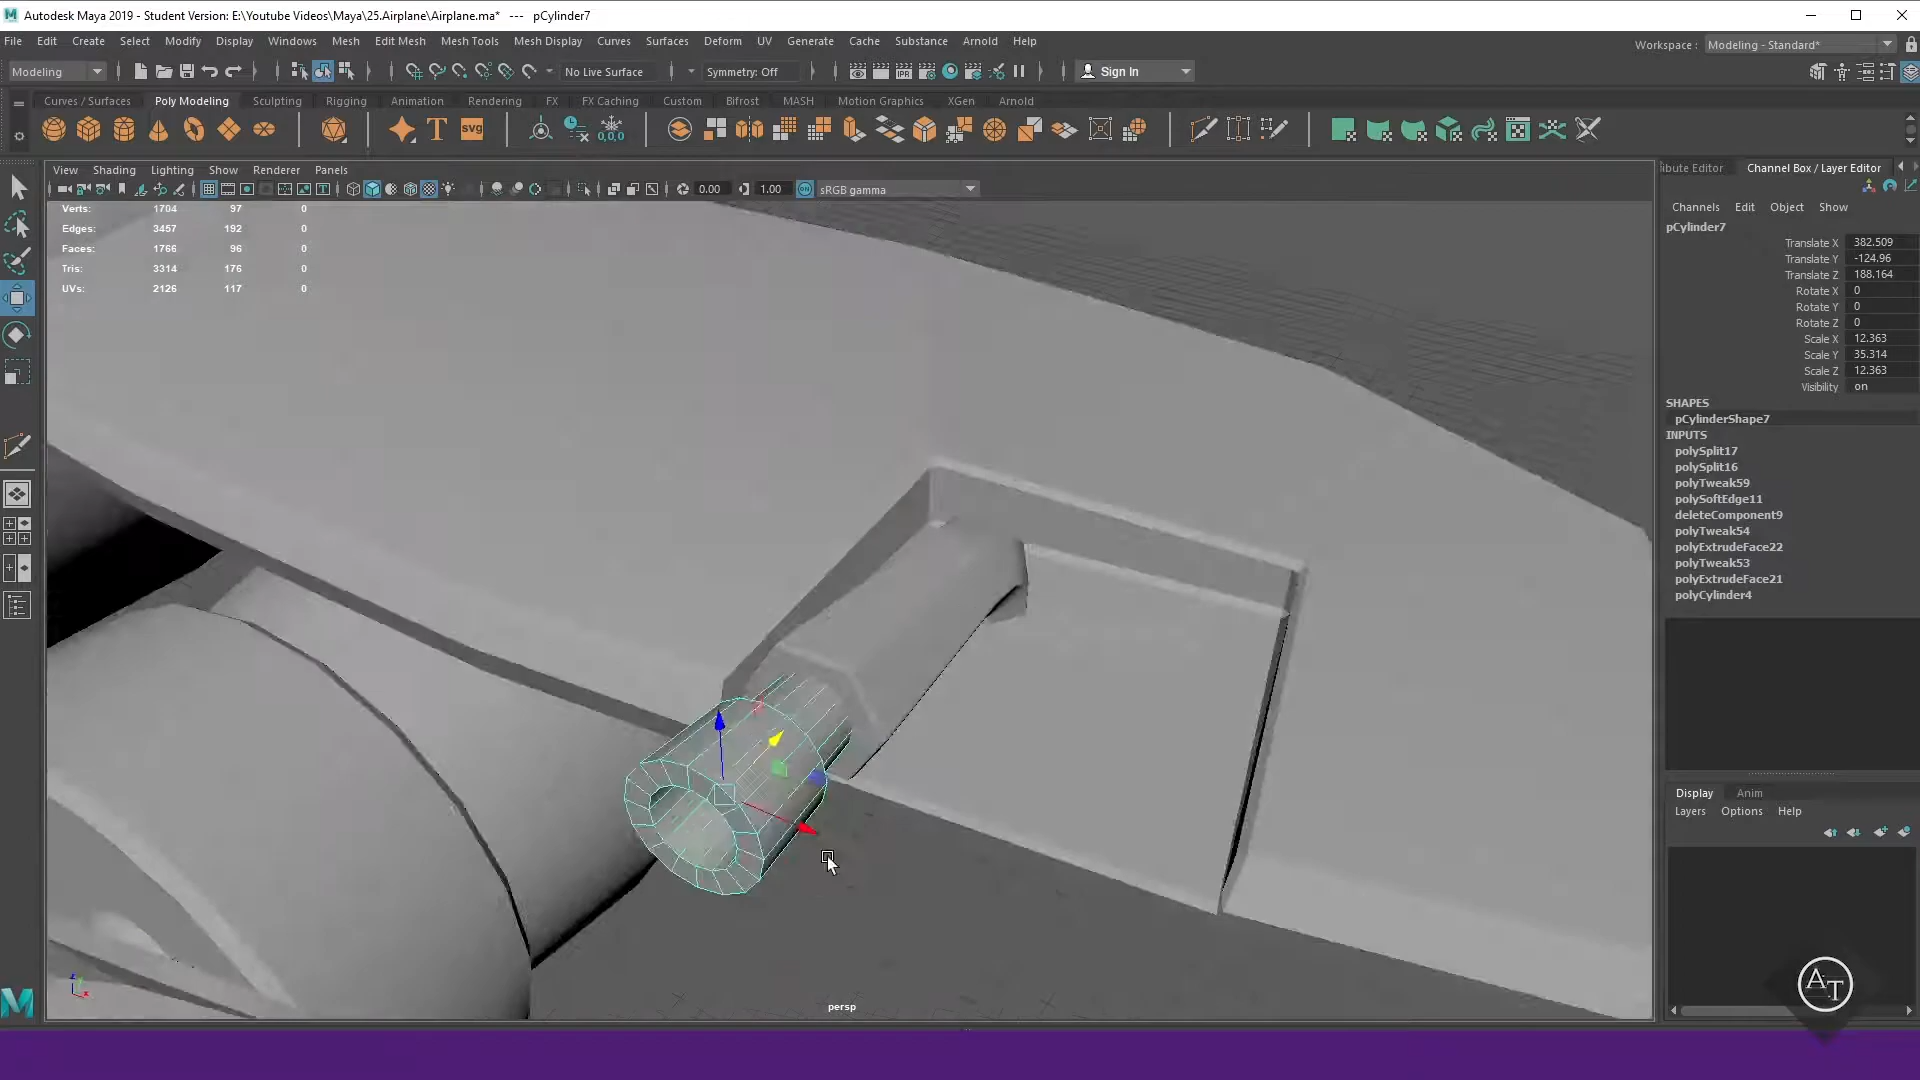 Autodesk Maya 2019 - Student Version: E:\Youtube Videos\Maya\25.Airplane\Airplane.ma* --- pCylinder7
File Edit Create Select Modify Display Windows Mesh Edit Mesh Mesh Tools Mesh Display Curves Surfaces Deform UV Generate Cache Substance Arnold Help
Workspace : Modeling - Standard*
Modeling No Live Surface Symmetry: Off IPR Sign In
Curves / Surfaces Poly Modeling Sculpting Rigging Animation Rendering FX FX Caching Custom Bifrost MASH Motion Graphics XGen Arnold
T svg 0,0,0
View Shading Lighting Show Renderer Panels
0.00 1.00 ON sRGB gamma
Verts: 1704 97 0
Edges: 3457 192 0
Faces: 1766 96 0
Tris: 3314 176 0
UVs: 2126 117 0
persp
ibute Editor Channel Box / Layer Editor
Channels Edit Object Show
pCylinder7
Translate X 382.509
Translate Y -124.96
Translate Z 188.164
Rotate X 0
Rotate Y 0
Rotate Z 0
Scale X 12.363
Scale Y 35.314
Scale Z 12.363
Visibility on
SHAPES
pCylinderShape7
INPUTS
polySplit17
polySplit16
polyTweak59
polySoftEdge11
deleteComponent9
polyTweak54
polyExtrudeFace22
polyTweak53
polyExtrudeFace21
polyCylinder4
Display Anim
Layers Options Help
AT
M